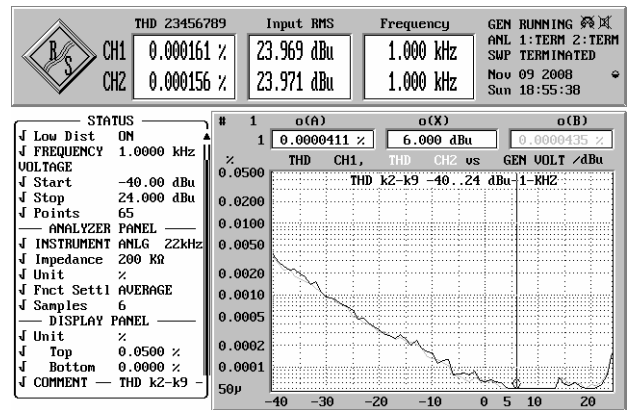 THD 23456789 Input RMS Frequency
R&S CH1 0.000161 % 23.969 dBu 1.000 kHz
CH2 0.000156 % 23.971 dBu 1.000 kHz
GEN RUNNING
ANL 1:TERM 2:TERM
SWP TERMINATED
Nov 09 2008
Sun 18:55:38
STATUS
Low Dist ON
FREQUENCY 1.0000 kHz
VOLTAGE
Start -40.00 dBu
Stop 24.000 dBu
Points 65
ANALYZER PANEL
INSTRUMENT ANLG 22kHz
Impedance 200 KΩ
Unit %
Fnct Settl AVERAGE
Samples 6
DISPLAY PANEL
Unit %
Top 0.0500 %
Bottom 0.0000 %
COMMENT — THD k2-k9 -
# 1 o(A) o(X) o(B)
1 0.0000411 % 6.000 dBu 0.0000435 %
% THD CH1, THD CH2 vs GEN VOLT /dBu
THD k2-k9 -40..24 dBu-1-KHZ
0.0500
0.0200
0.0100
0.0050
0.0020
0.0010
0.0005
0.0002
0.0001
50µ
-40 -30 -20 -10 0 5 10 20